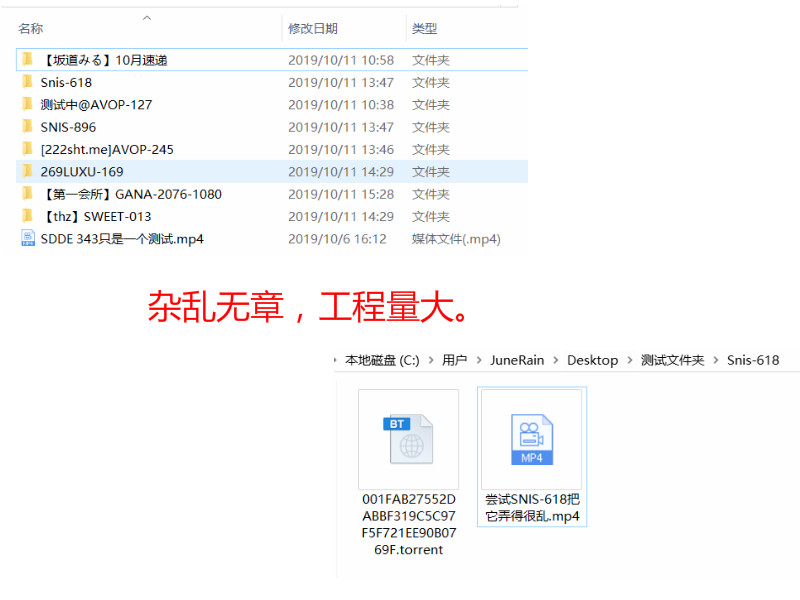 名称 修改日期 类型
【坂道みる】10月速递 2019/10/11 10:58 文件夹
Snis-618 2019/10/11 13:47 文件夹
测试中@AVOP-127 2019/10/11 10:38 文件夹
SNIS-896 2019/10/11 13:47 文件夹
[222sht.me]AVOP-245 2019/10/11 13:46 文件夹
269LUXU-169 2019/10/11 14:29 文件夹
【第一会所】GANA-2076-1080 2019/10/11 15:28 文件夹
【thz】SWEET-013 2019/10/11 14:29 文件夹
SDDE 343只是一个测试.mp4 2019/10/6 16:12 媒体文件(.mp4)
杂乱无章，工程量大。
本地磁盘 (C:) > 用户 > JuneRain > Desktop > 测试文件夹 > Snis-618
BT
MP4
001FAB27552D
ABBF319C5C97
F5F721EE90B07
69F.torrent
尝试SNIS-618把
它弄得很乱.mp4